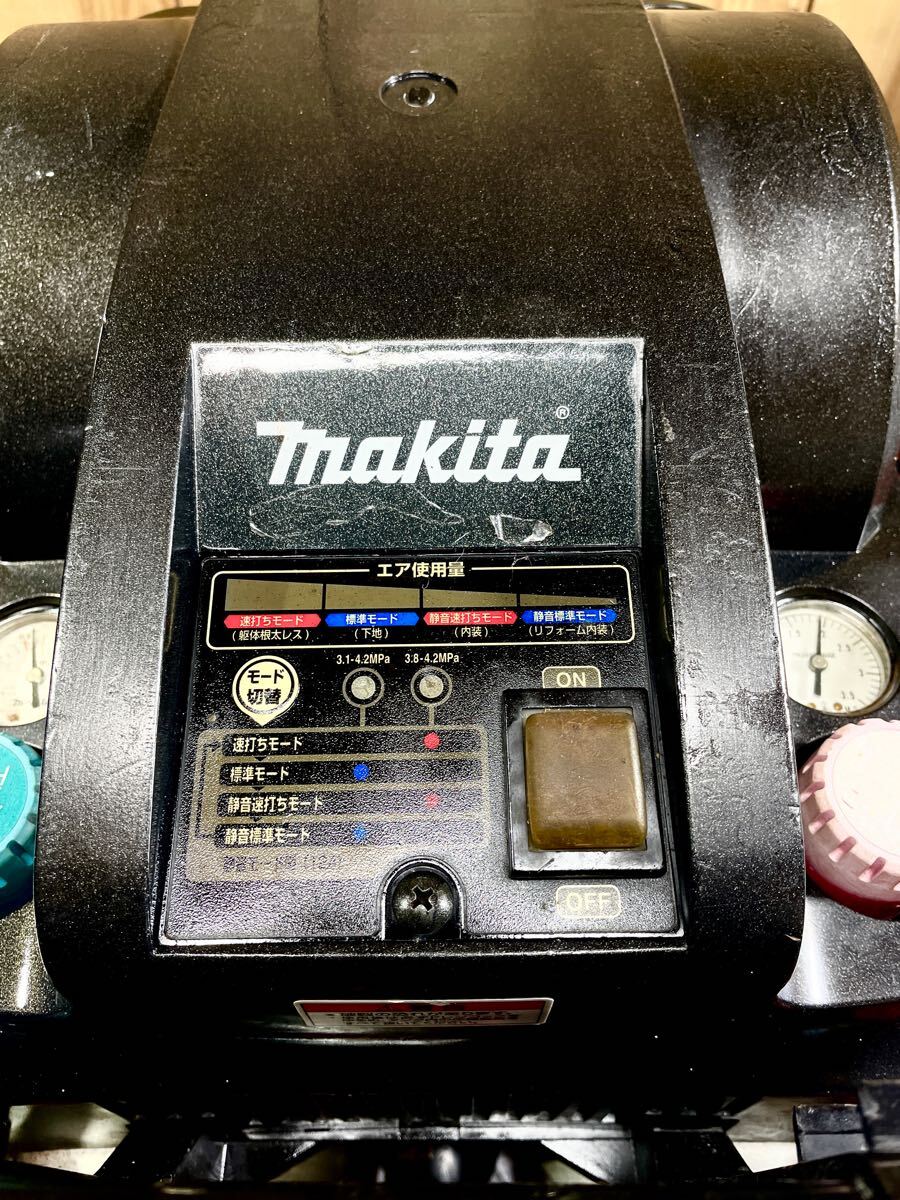 makita®
エア使用量
速打ちモード 標準モード 静音速打ちモード 静音標準モード
(躯体根太レス) (下地) (内装) (リフォーム内装)
モード
切替
3.1-4.2MPa 3.8-4.2MPa
ON
速打ちモード
標準モード
静音速打ちモード
静音標準モード
OFF
2.5
3.5